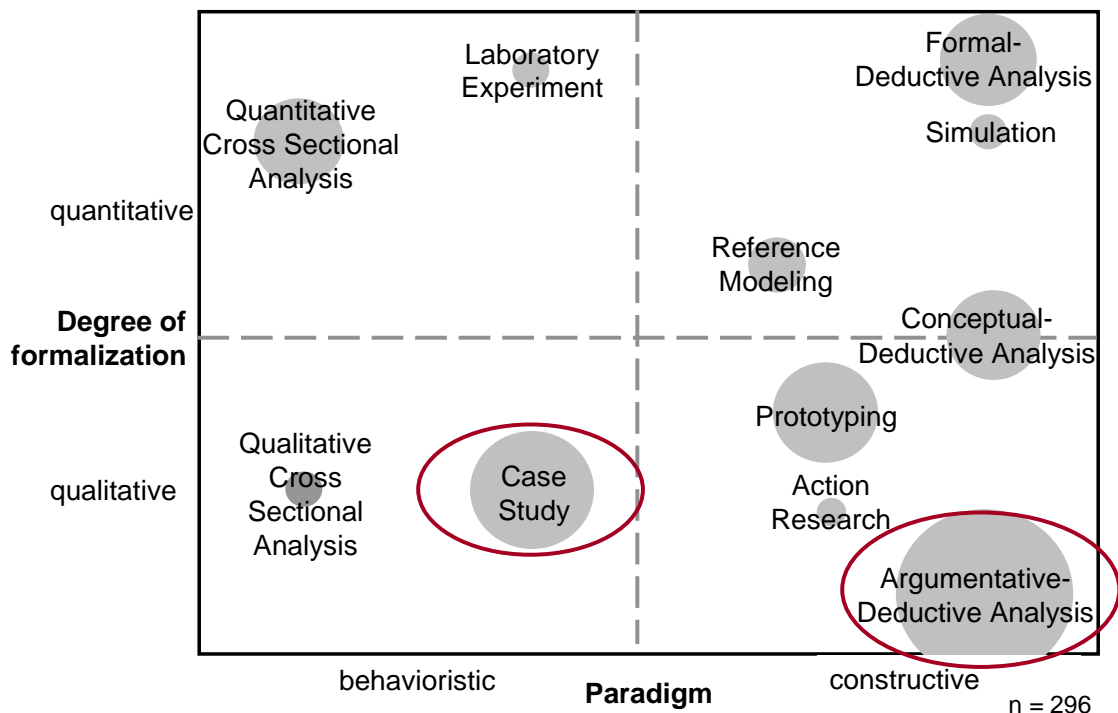 Laboratory
Experiment
Formal-
Deductive Analysis
Quantitative
Cross Sectional
Analysis
Simulation
quantitative
Reference
Modeling
Degree of
formalization
Conceptual-
Deductive Analysis
Prototyping
Qualitative
Cross
Sectional
Analysis
qualitative
Case
Study
Action
Research
Argumentative-
Deductive Analysis
behavioristic
Paradigm
constructive
n = 296